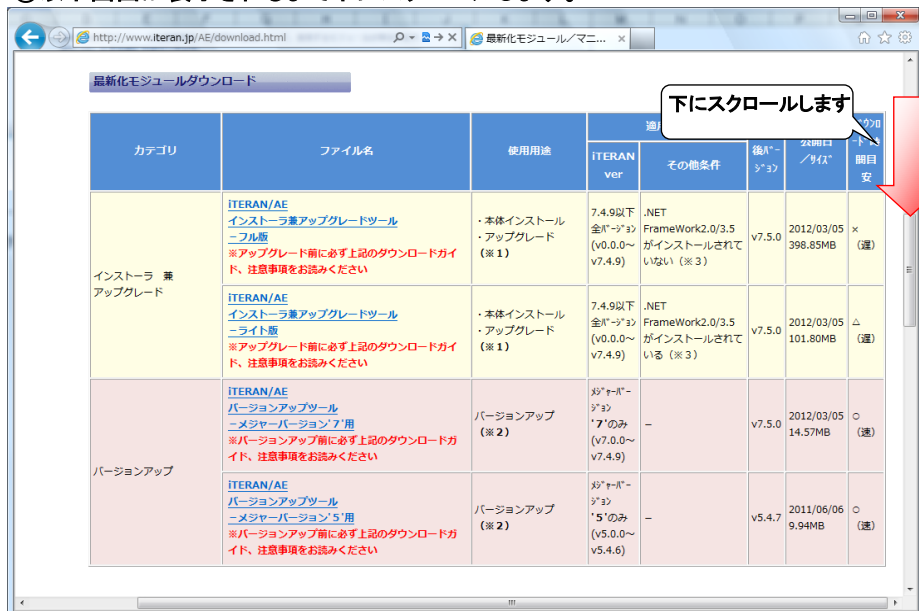 http://www.iteran.jp/AE/download.html
最新化モジュール／マニ...
最新化モジュールダウンロード
下にスクロールします
カテゴリ
ファイル名
使用用途
iTERAN
ver
その他条件
後ﾊﾞｰ
ｼﾞｮﾝ
公開日
／ｻｲｽﾞ
間目
安
インストーラ 兼
アップグレード
iTERAN/AE
インストーラ兼アップグレードツール
－フル版
※アップグレード前に必ず上記のダウンロードガイ
ド、注意事項をお読みください
・本体インストール
・アップグレード
（※１）
7.4.9以下
全ﾊﾞｰｼﾞｮﾝ
(v0.0.0～
v7.4.9)
.NET
FrameWork2.0/3.5
がインストールされて
いない（※３）
v7.5.0
2012/03/05
398.85MB
×
（遅）
iTERAN/AE
インストーラ兼アップグレードツール
－ライト版
※アップグレード前に必ず上記のダウンロードガイ
ド、注意事項をお読みください
・本体インストール
・アップグレード
（※１）
7.4.9以下
全ﾊﾞｰｼﾞｮﾝ
(v0.0.0～
v7.4.9)
.NET
FrameWork2.0/3.5
がインストールされて
いる（※３）
v7.5.0
2012/03/05
101.80MB
△
（遅）
バージョンアップ
iTERAN/AE
バージョンアップツール
－メジャーバージョン'７'用
※バージョンアップ前に必ず上記のダウンロードガ
イド、注意事項をお読みください
バージョンアップ
（※２）
ﾒｼﾞｬｰﾊﾞｰ
ｼﾞｮﾝ
'７'のみ
(v7.0.0～
v7.4.9)
－
v7.5.0
2012/03/05
14.57MB
○
（速）
iTERAN/AE
バージョンアップツール
－メジャーバージョン'５'用
※バージョンアップ前に必ず上記のダウンロードガ
イド、注意事項をお読みください
バージョンアップ
（※２）
ﾒｼﾞｬｰﾊﾞｰ
ｼﾞｮﾝ
'５'のみ
(v5.0.0～
v5.4.6)
－
v5.4.7
2011/06/06
9.94MB
○
（速）